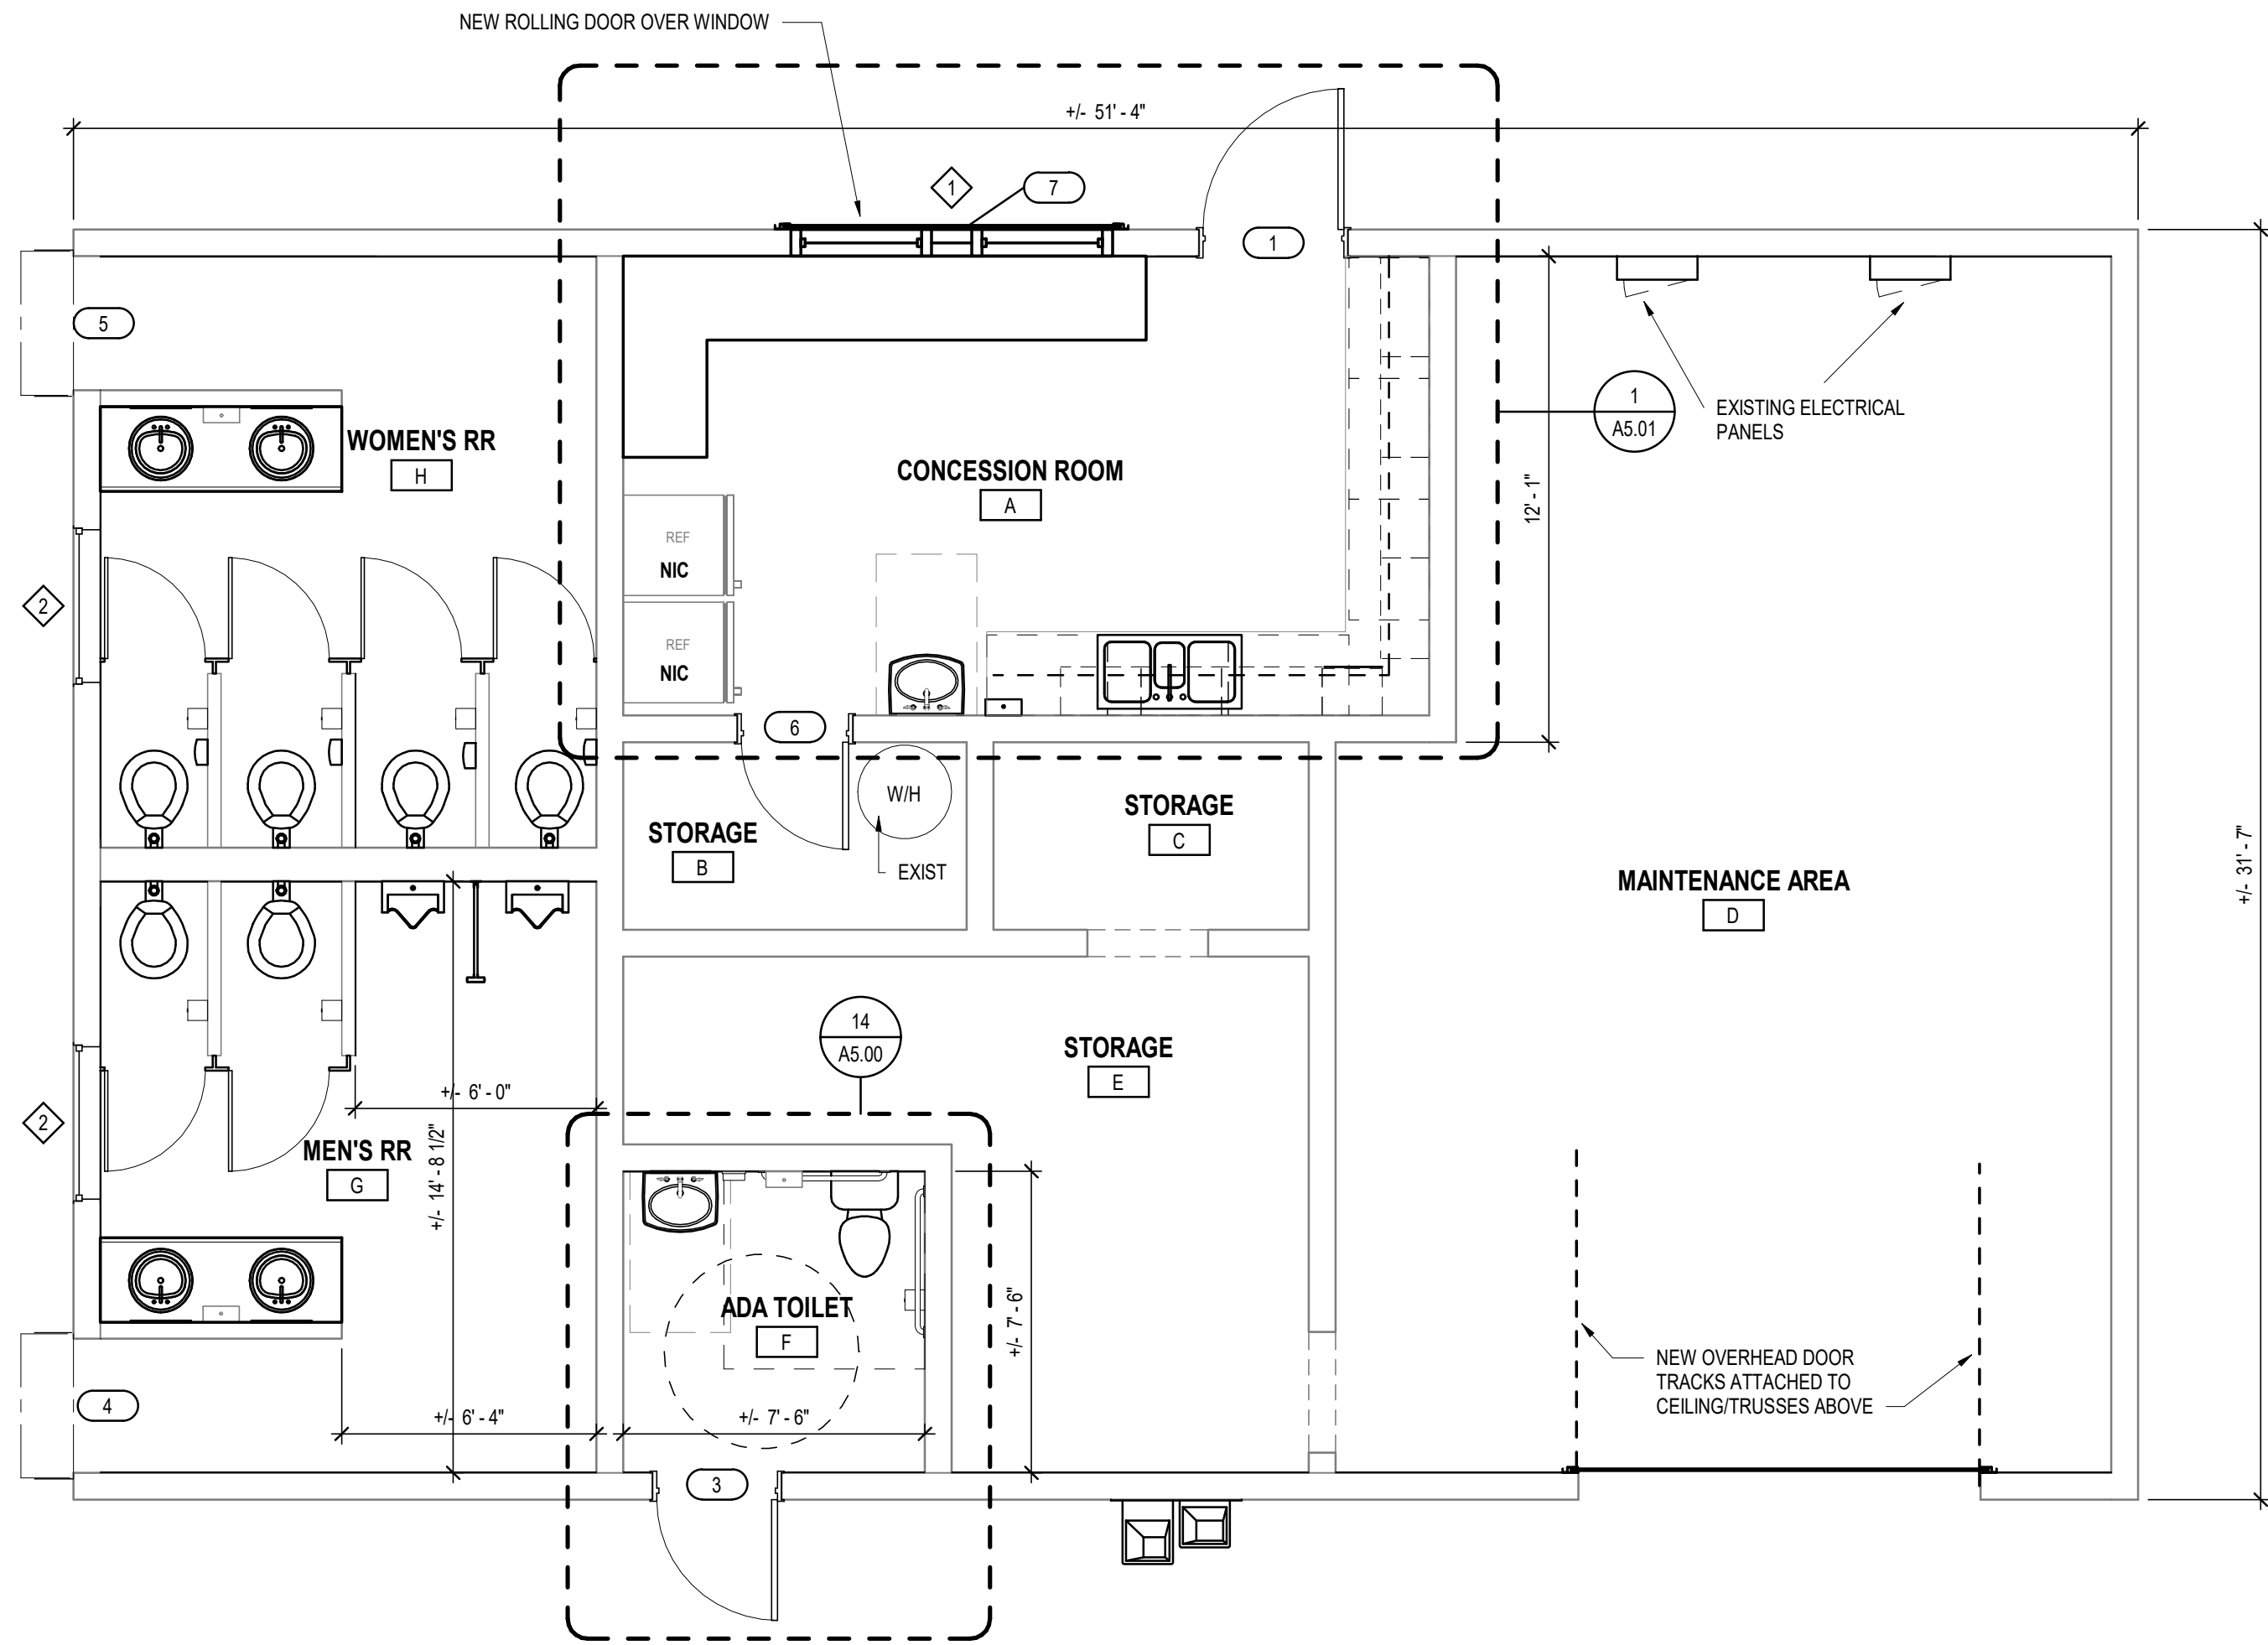 NEW ROLLING DOOR OVER WINDOW
+/- 51' - 4"
1
7
1
5
1
A5.01
EXISTING ELECTRICAL
PANELS
WOMEN'S RR
H
CONCESSION ROOM
A
12' - 1"
REF
NIC
2
REF
NIC
6
W/H
STORAGE
B
EXIST
STORAGE
C
MAINTENANCE AREA
D
+/- 31' - 7"
14
A5.00
STORAGE
E
+/- 6' - 0"
2
MEN'S RR
G
+/- 14' - 8 1/2"
ADA TOILET
F
+/- 7' - 6"
NEW OVERHEAD DOOR
TRACKS ATTACHED TO
CEILING/TRUSSES ABOVE
4
+/- 6' - 4"
+/- 7' - 6"
3